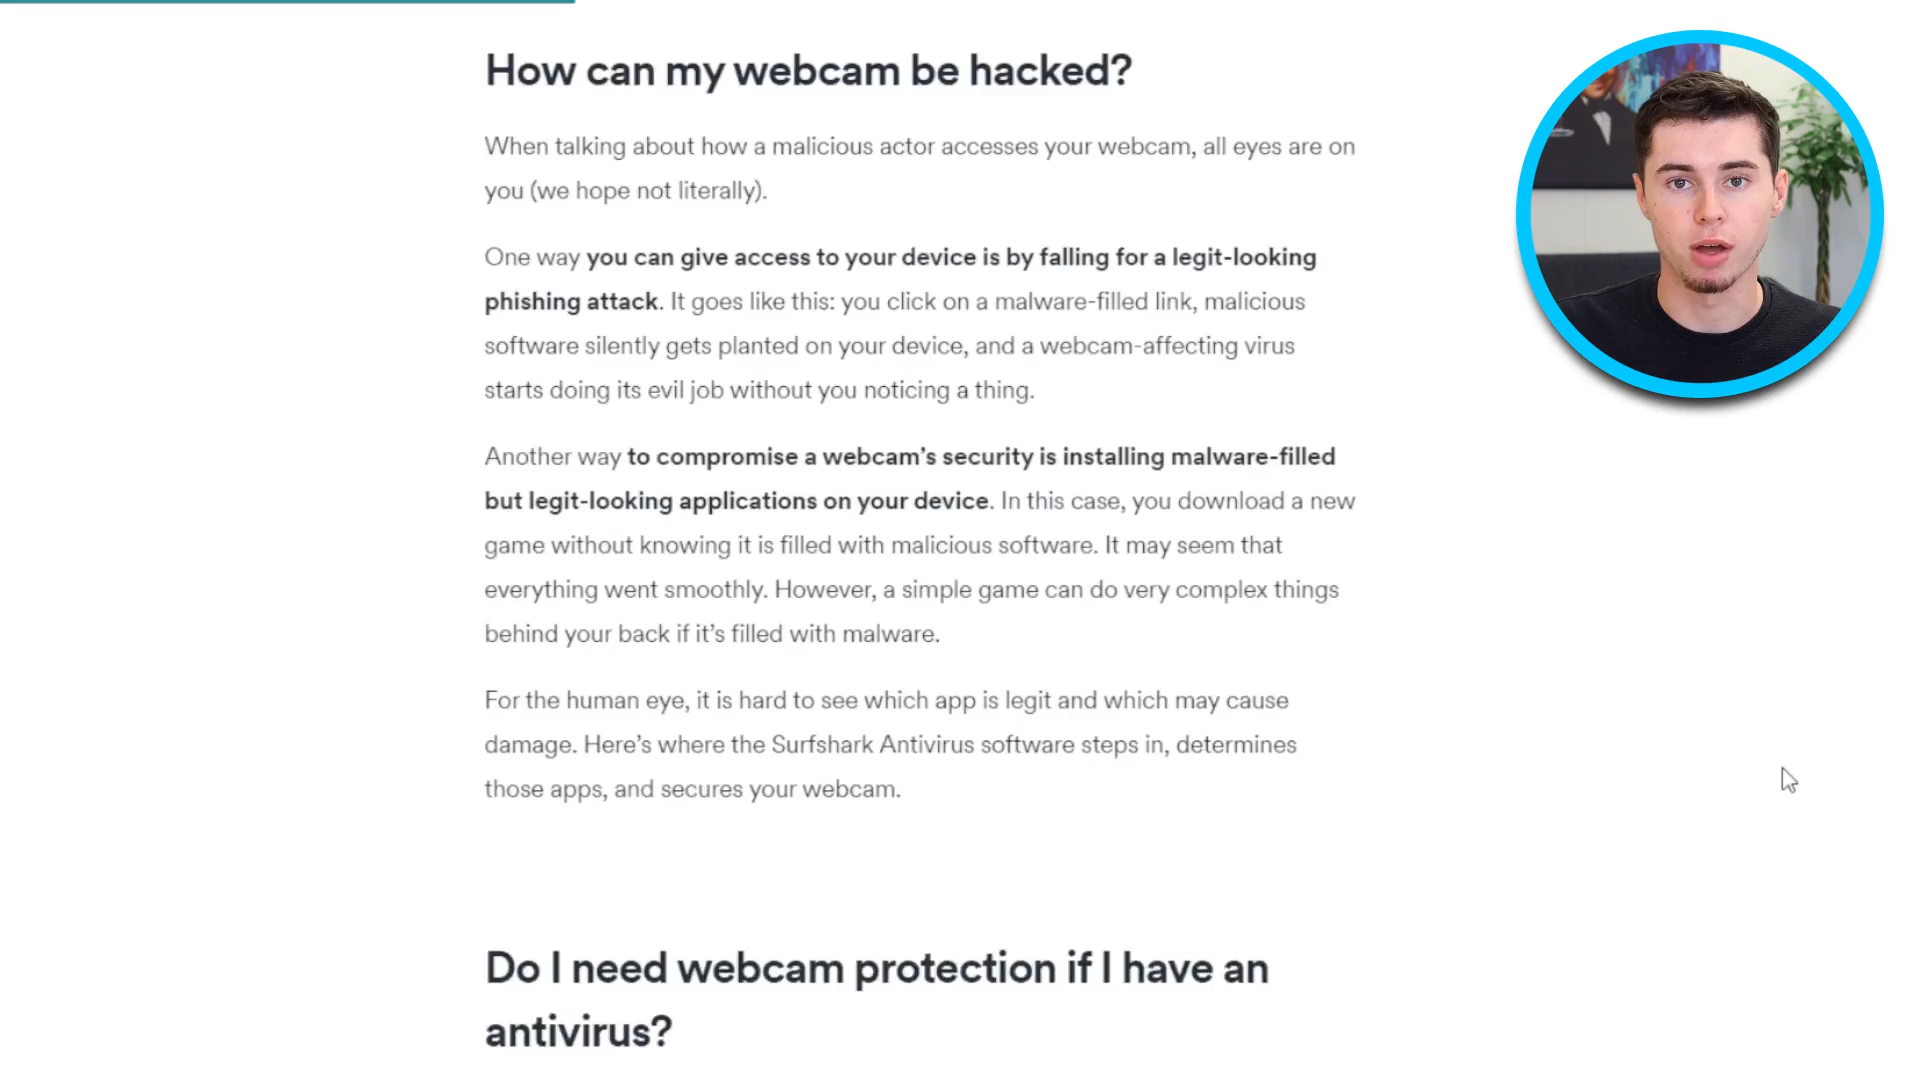 How can my webcam be hacked?
When talking about how a malicious actor accesses your webcam, all eyes are on
you (we hope not literally).
One way you can give access to your device is by falling for a legit-looking
phishing attack. It goes like this: you click on a malware-filled link, malicious
software silently gets planted on your device, and a webcam-affecting virus
starts doing its evil job without you noticing a thing.
Another way to compromise a webcam’s security is installing malware-filled
but legit-looking applications on your device. In this case, you download a new
game without knowing it is filled with malicious software. It may seem that
everything went smoothly. However, a simple game can do very complex things
behind your back if it’s filled with malware.
For the human eye, it is hard to see which app is legit and which may cause
damage. Here’s where the Surfshark Antivirus software steps in, determines
those apps, and secures your webcam.
Do I need webcam protection if I have an
antivirus?